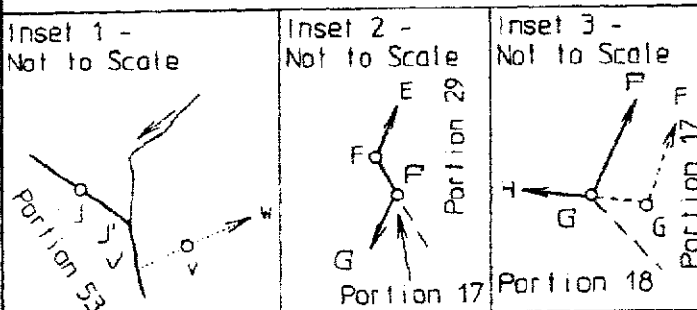 Inset 1 -
Not to Scale
W
V
Portion 53
Inset 2 -
Not to Scale
E
F
F
G
Portion 29
Portion 17
Inset 3 -
Not to Scale
F
F
H
G
G
Portion 17
Portion 18